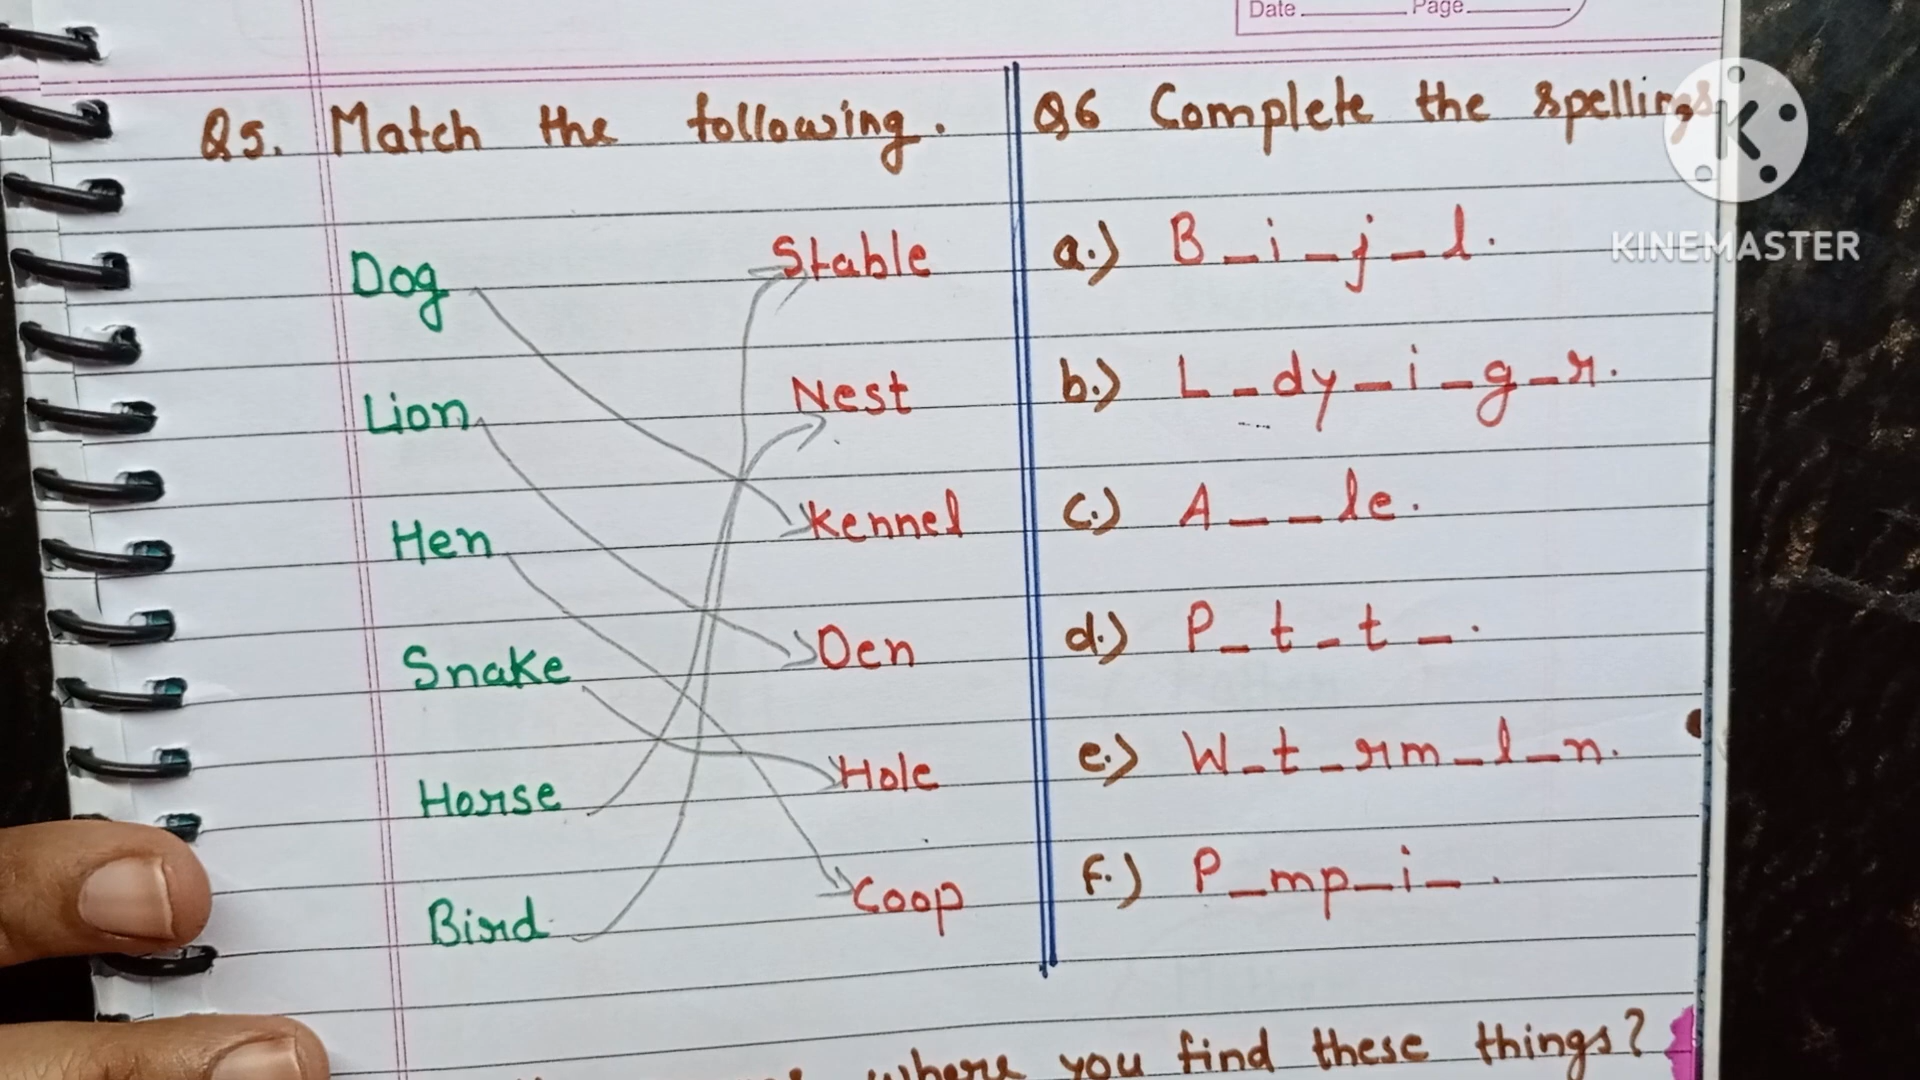 Date Page
Q5. Match the following.
Dog Stable
Lion Nest
Hen Kennel
Snake Den
Horse Hole
Bird Coop
Q6 Complete the spellings
a.) B_i_j_l.
b.) L_dy_i_g_r.
c.) A__le.
d.) P_t_t_.
e.) W_t_rm_l_n.
f.) P_mp_i_.
where you find these things?
KINEMASTER